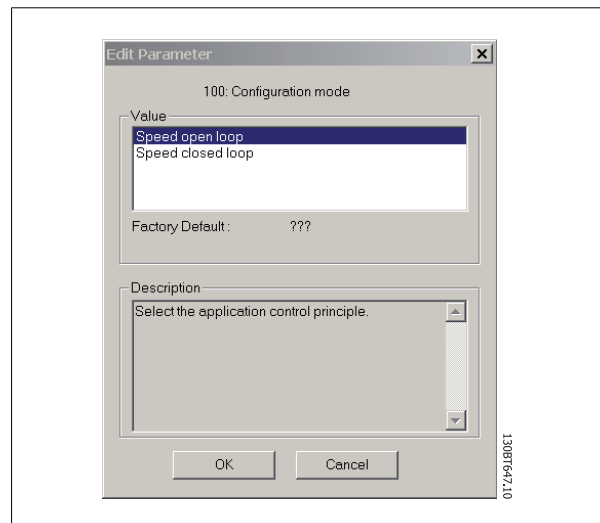 Edit Parameter
100: Configuration mode
Value
Speed open loop
Speed closed loop
Factory Default : ???
Description
Select the application control principle.
OK Cancel
130BT647.10